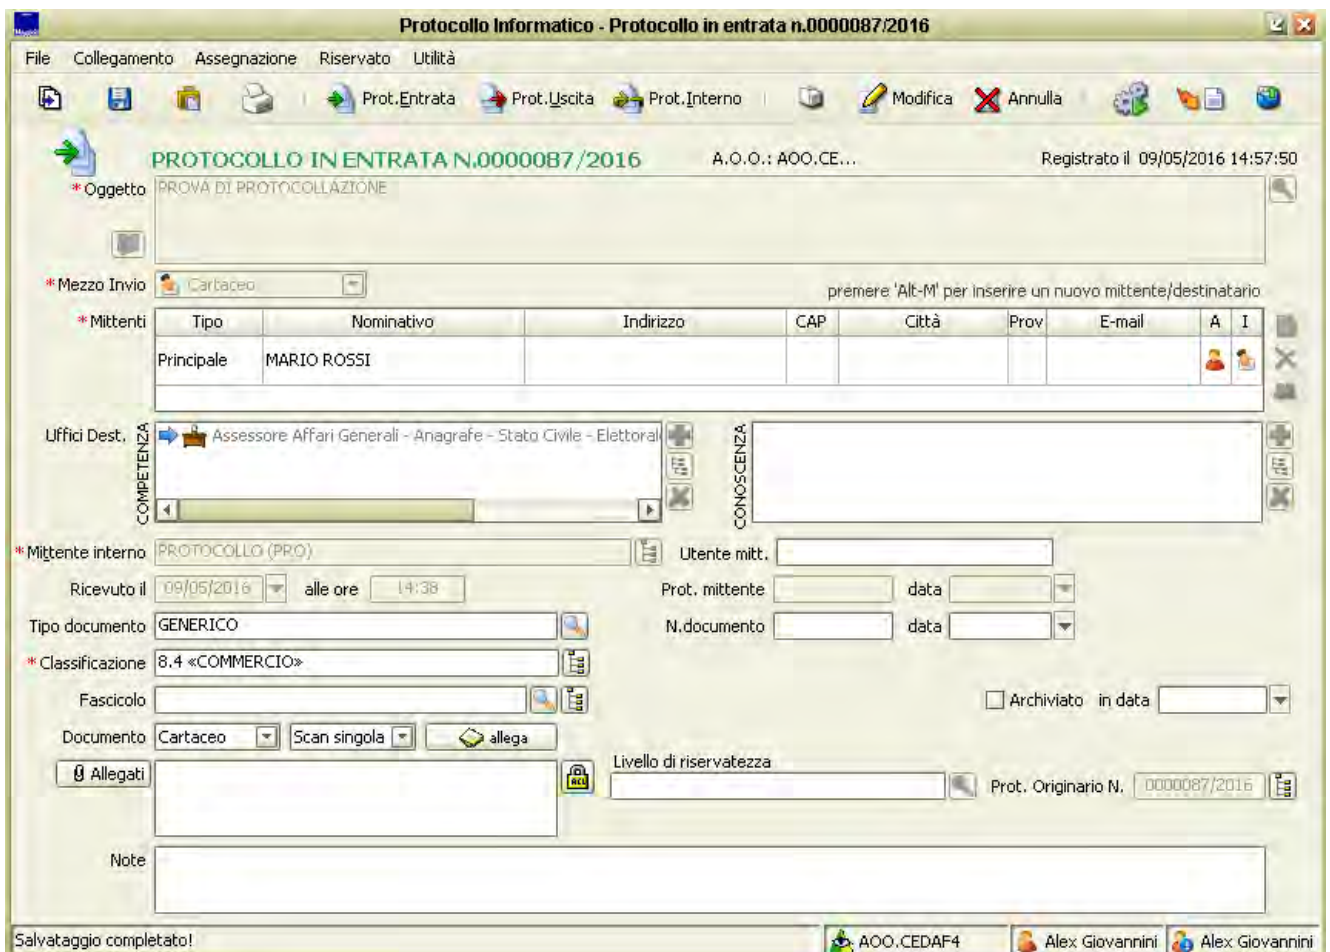 Protocollo Informatico - Protocollo in entrata n.0000087/2016
File Collegamento Assegnazione Riservato Utilità
Prot.Entrata Prot.Uscita Prot.Interno Modifica Annulla
PROTOCOLLO IN ENTRATA N.0000087/2016 A.O.O.: AOO.CE... Registrato il 09/05/2016 14:57:50
*Oggetto PROVA DI PROTOCOLLAZIONE
*Mezzo Invio Cartaceo premere 'Alt-M' per inserire un nuovo mittente/destinatario
*Mittenti Tipo Nominativo Indirizzo CAP Città Prov E-mail A I
Principale MARIO ROSSI
Uffici Dest. COMPETENZA Assessore Affari Generali - Anagrafe - Stato Civile - Elettoral CONOSCENZA
*Mittente interno PROTOCOLLO (PRO) Utente mitt.
Ricevuto il 09/05/2016 alle ore 14:38 Prot. mittente data
Tipo documento GENERICO N.documento data
*Classificazione 8.4 «COMMERCIO»
Fascicolo Archiviato in data
Documento Cartaceo Scan singola allega
Allegati ACL Livello di riservatezza Prot. Originario N. 0000087/2016
Note
Salvataggio completato! AOO.CEDAF4 Alex Giovannini Alex Giovannini